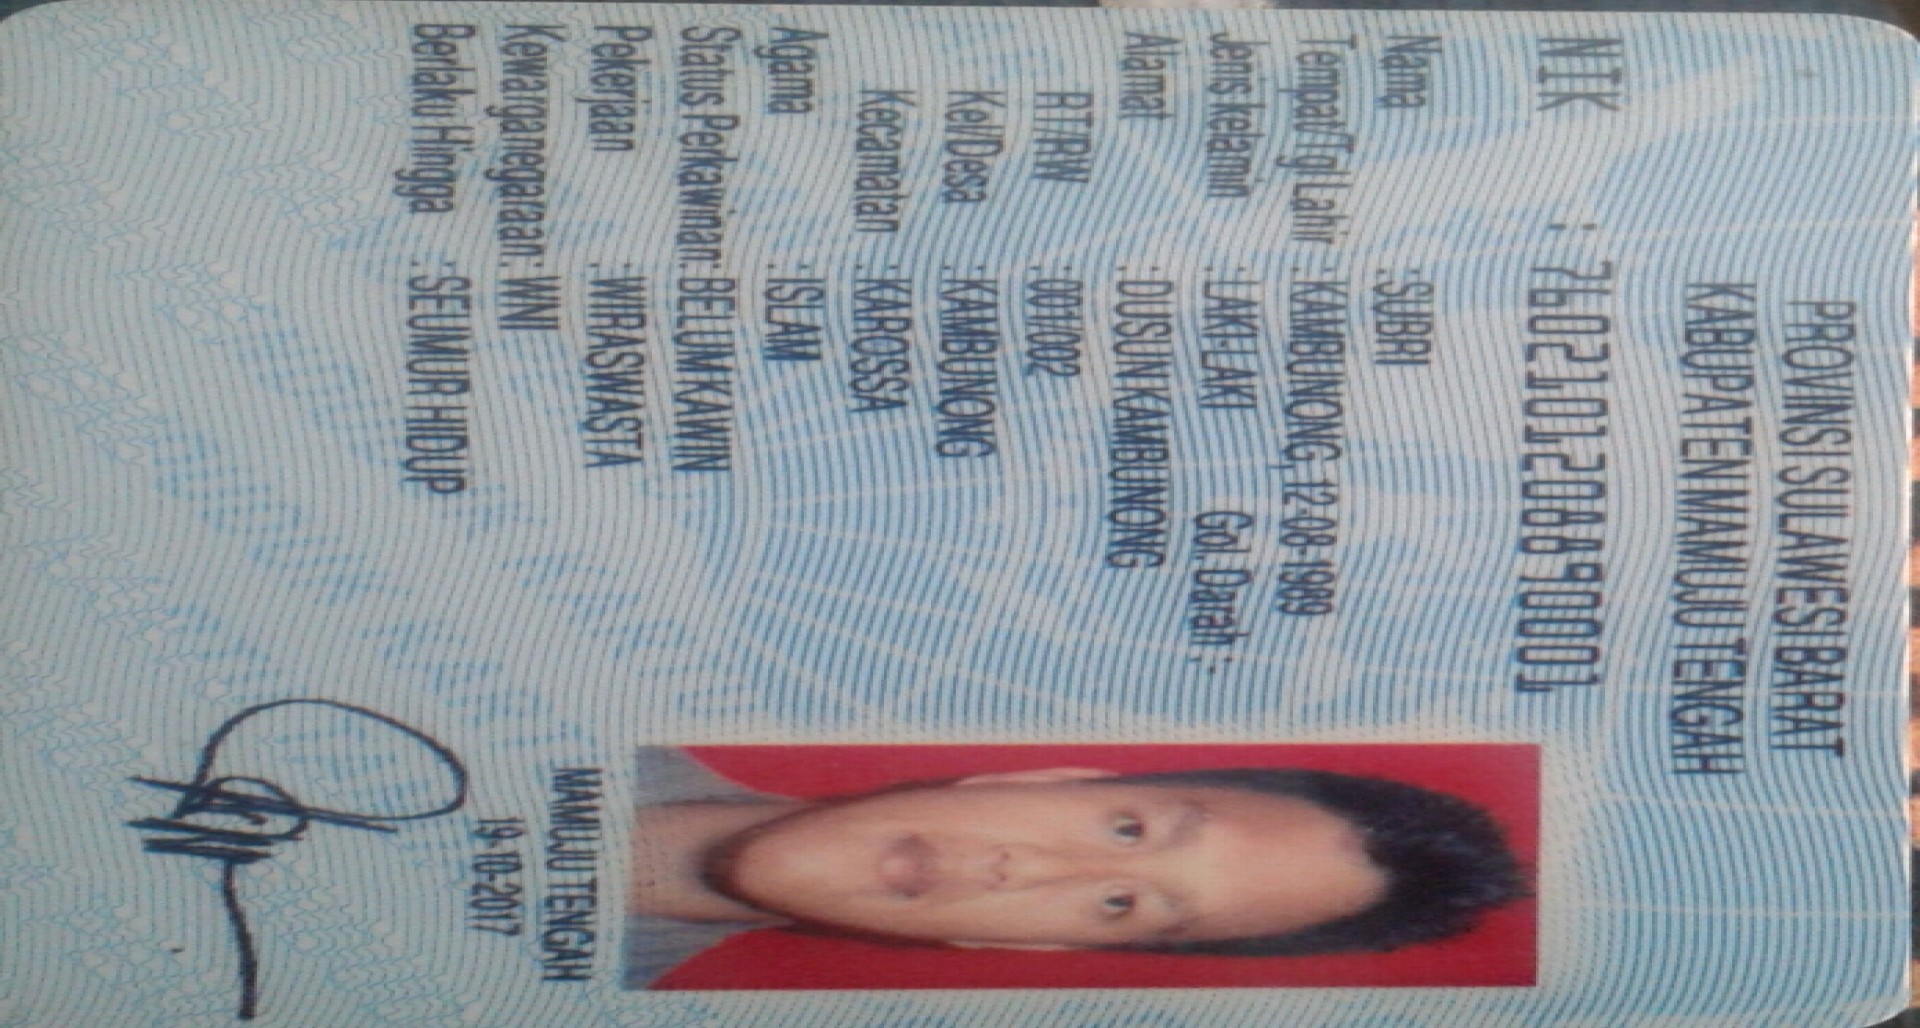 PROVINSI SULAWESI BARAT
KABUPATEN MAMUJU TENGAH
NIK : 7602101208890001
Nama : SUBRI
Tempat/Tgl Lahir : KAMBUNONG, 12-08-1989
Jenis kelamin : LAKI-LAKI Gol. Darah : -
Alamat : DUSUN KAMBUNONG
RT/RW : 001/002
Kel/Desa : KAMBUNONG
Kecamatan : KAROSSA
Agama : ISLAM
Status Perkawinan: BELUM KAWIN
Pekerjaan : WIRASWASTA
Kewarganegaraan: WNI
Berlaku Hingga : SEUMUR HIDUP
MAMUJU TENGAH
19-10-2017